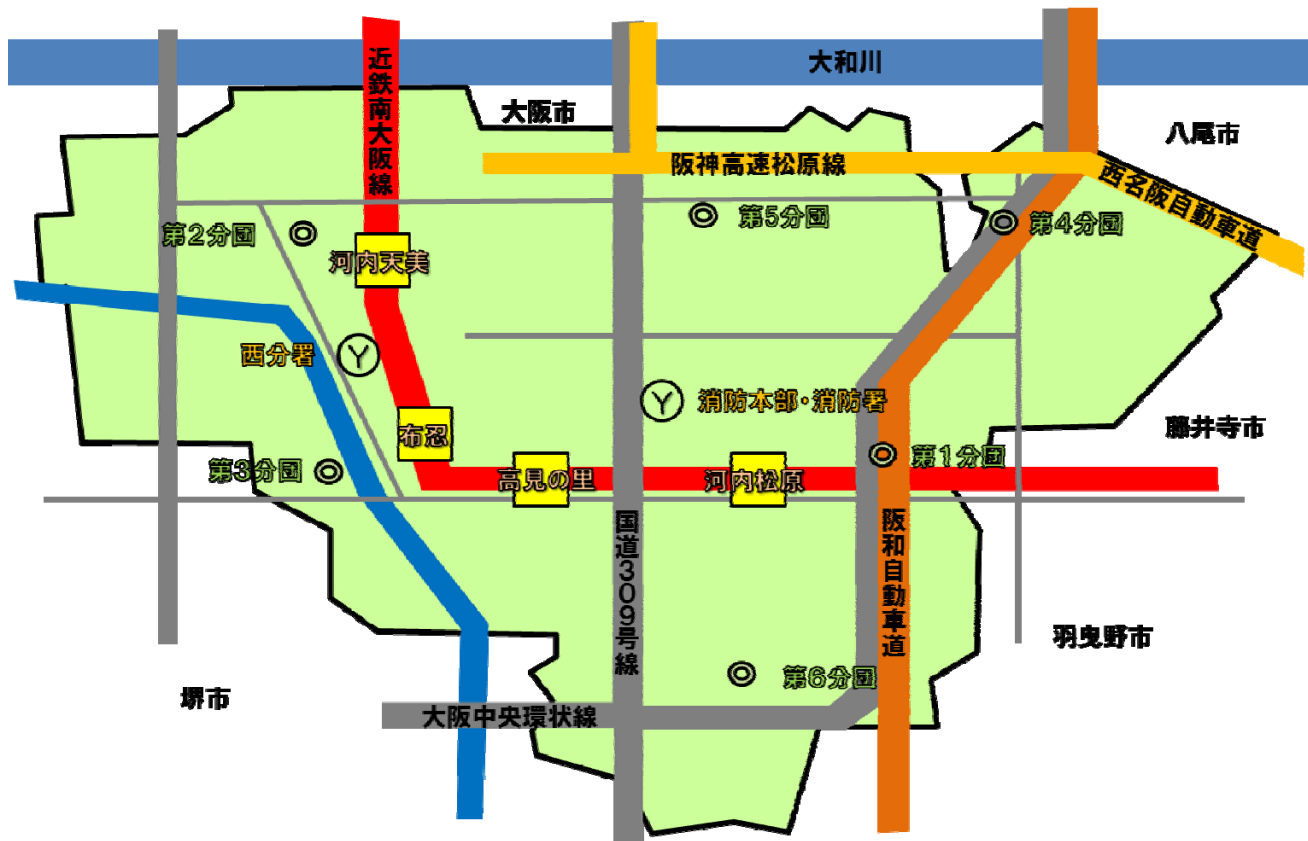 大和川
近鉄南大阪線
大阪市
八尾市
阪神高速松原線
西名阪自動車道
第2分団
第5分団
第4分団
河内天美
西分署
消防本部・消防署
布忍
藤井寺市
第3分団
第1分団
高見の里
河内松原
国道309号線
阪和自動車道
羽曳野市
第6分団
堺市
大阪中央環状線